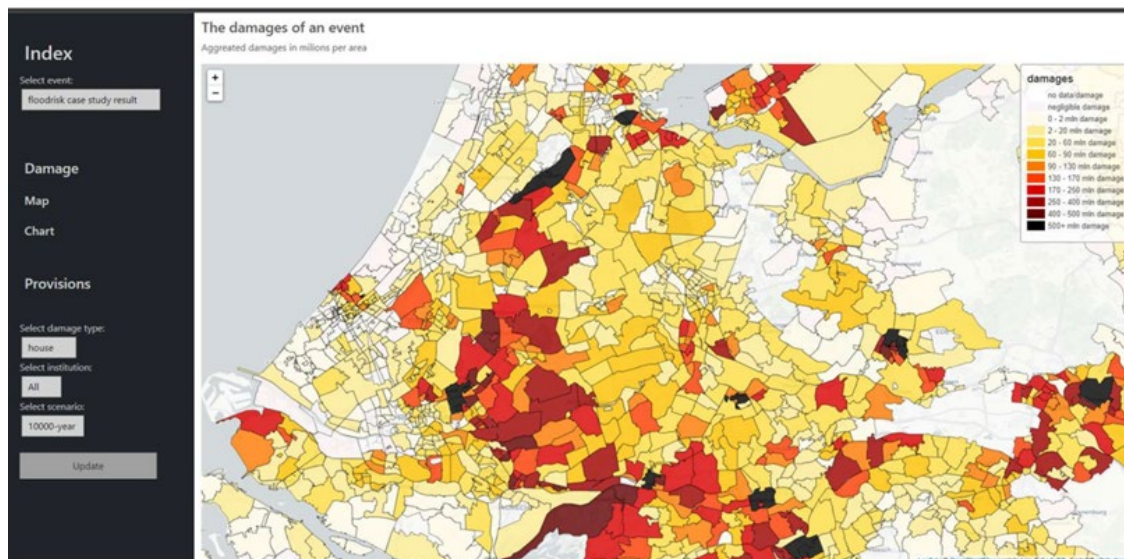 Index
Select event:
floodrisk case study result
Damage
Map
Chart
Provisions
Select damage type:
house
Select institution:
All
Select scenario:
10000-year
Update
The damages of an event
Aggreated damages in milions per area
+
−
damages
no data/damage
negligible damage
0 - 2 mln damage
2 - 20 mln damage
20 - 60 mln damage
60 - 90 mln damage
90 - 130 mln damage
130 - 170 mln damage
170 - 250 mln damage
250 - 400 mln damage
400 - 500 mln damage
500+ mln damage